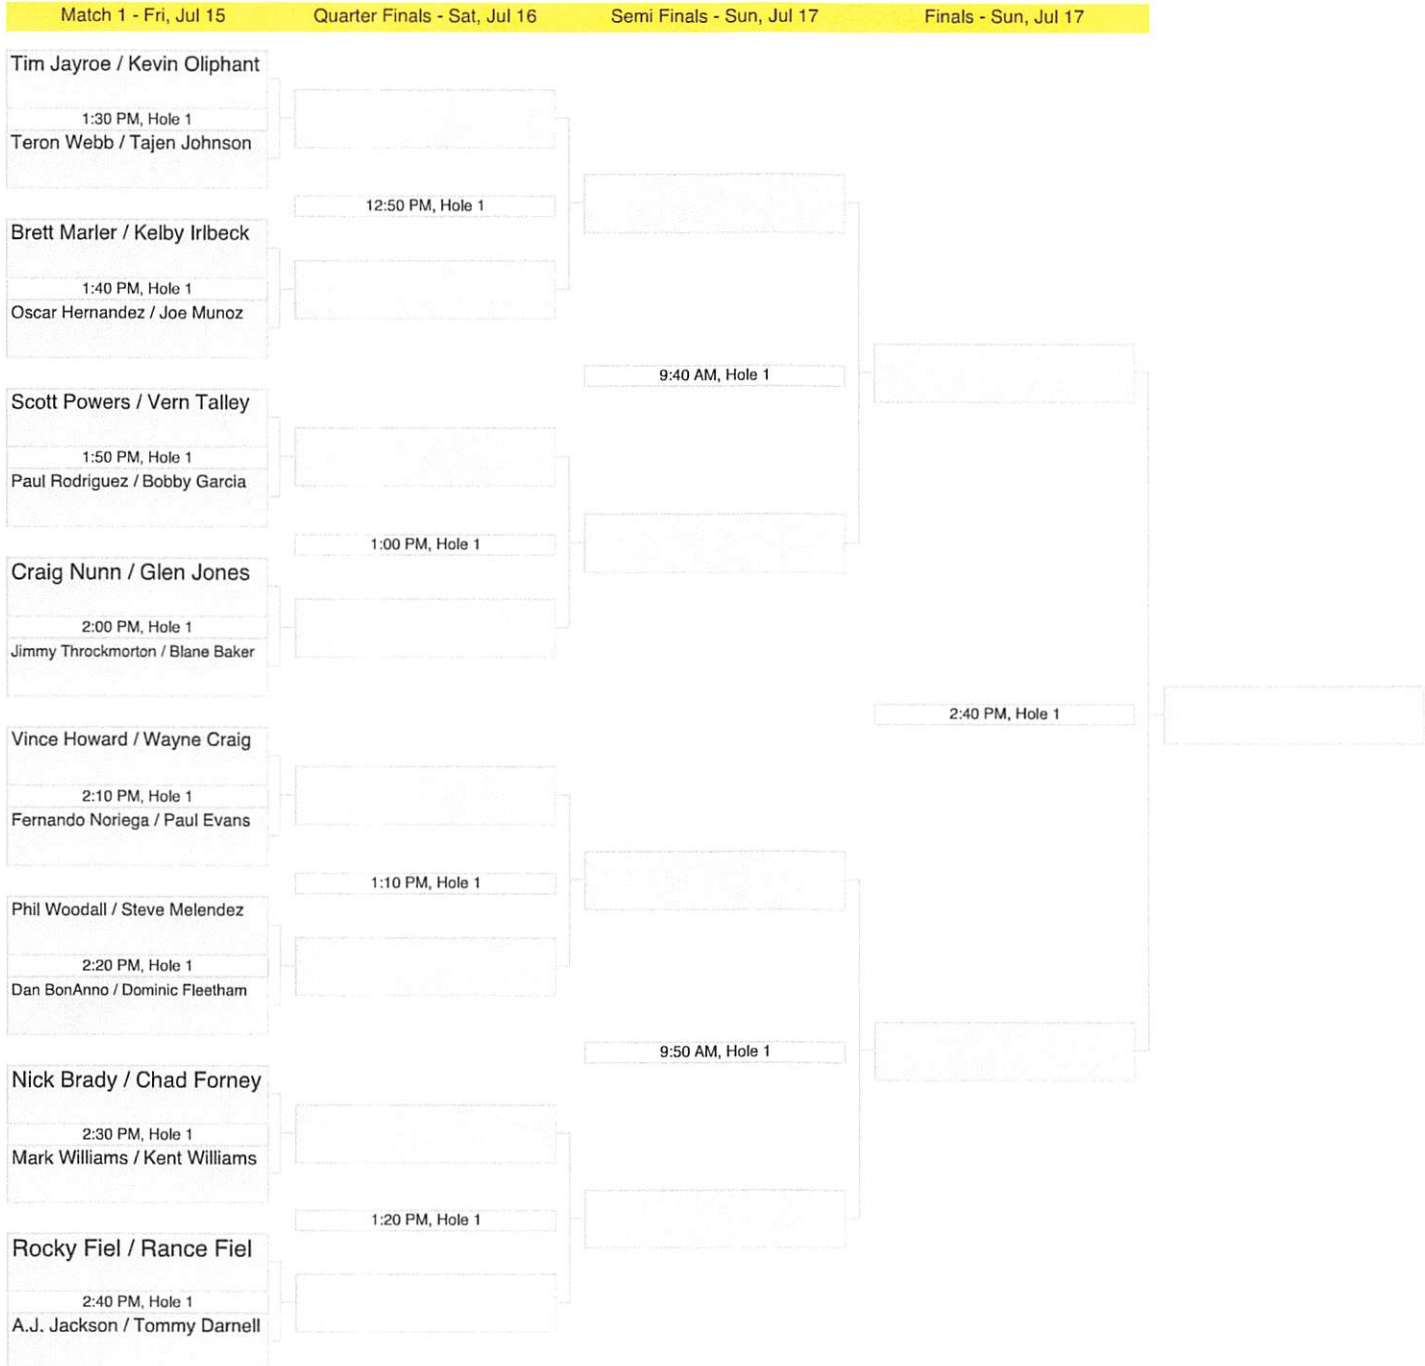 Match 1 - Fri, Jul 15
Quarter Finals - Sat, Jul 16
Semi Finals - Sun, Jul 17
Finals - Sun, Jul 17
Tim Jayroe / Kevin Oliphant
1:30 PM, Hole 1
Teron Webb / Tajen Johnson
12:50 PM, Hole 1
Brett Marler / Kelby Irlbeck
1:40 PM, Hole 1
Oscar Hernandez / Joe Munoz
9:40 AM, Hole 1
Scott Powers / Vern Talley
1:50 PM, Hole 1
Paul Rodriguez / Bobby Garcia
1:00 PM, Hole 1
Craig Nunn / Glen Jones
2:00 PM, Hole 1
Jimmy Throckmorton / Blane Baker
2:40 PM, Hole 1
Vince Howard / Wayne Craig
2:10 PM, Hole 1
Fernando Noriega / Paul Evans
1:10 PM, Hole 1
Phil Woodall / Steve Melendez
2:20 PM, Hole 1
Dan BonAnno / Dominic Fleetham
9:50 AM, Hole 1
Nick Brady / Chad Forney
2:30 PM, Hole 1
Mark Williams / Kent Williams
1:20 PM, Hole 1
Rocky Fiel / Rance Fiel
2:40 PM, Hole 1
A.J. Jackson / Tommy Darnell